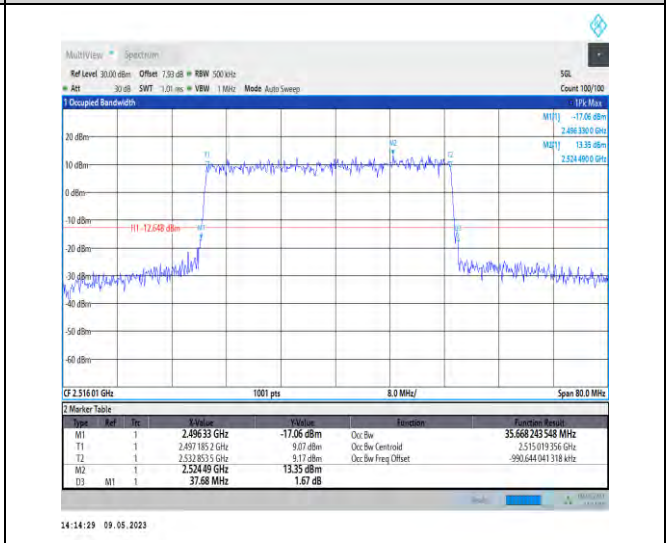 MultiView Spectrum
Ref Level 30.00 dBm Offset 7.93 dB RBW 500 kHz SGL
Att 30 dB SWT 1.01 ms VBW 1 MHz Mode Auto Sweep Count 100/100
1 Occupied Bandwidth 1Pk Max
M1[1] -17.06 dBm
2.496 330 0 GHz
M2[1] 13.35 dBm
2.524 490 0 GHz
20 dBm
M2
T1 T2
10 dBm
0 dBm
-10 dBm
H1 -12.648 dBm M1
-20 dBm
-30 dBm
-40 dBm
-50 dBm
-60 dBm
CF 2.516 01 GHz 1001 pts 8.0 MHz/ Span 80.0 MHz
2 Marker Table
Type Ref Trc X-Value Y-Value Function Function Result
M1 1 2.496 33 GHz -17.06 dBm Occ Bw 35.668 243 548 MHz
T1 1 2.497 185 2 GHz 9.07 dBm Occ Bw Centroid 2.515 019 356 GHz
T2 1 2.532 853 5 GHz 9.17 dBm Occ Bw Freq Offset -990.644 041 318 kHz
M2 1 2.524 49 GHz 13.35 dBm
D3 M1 1 37.68 MHz 1.67 dB
14:14:29 09.05.2023